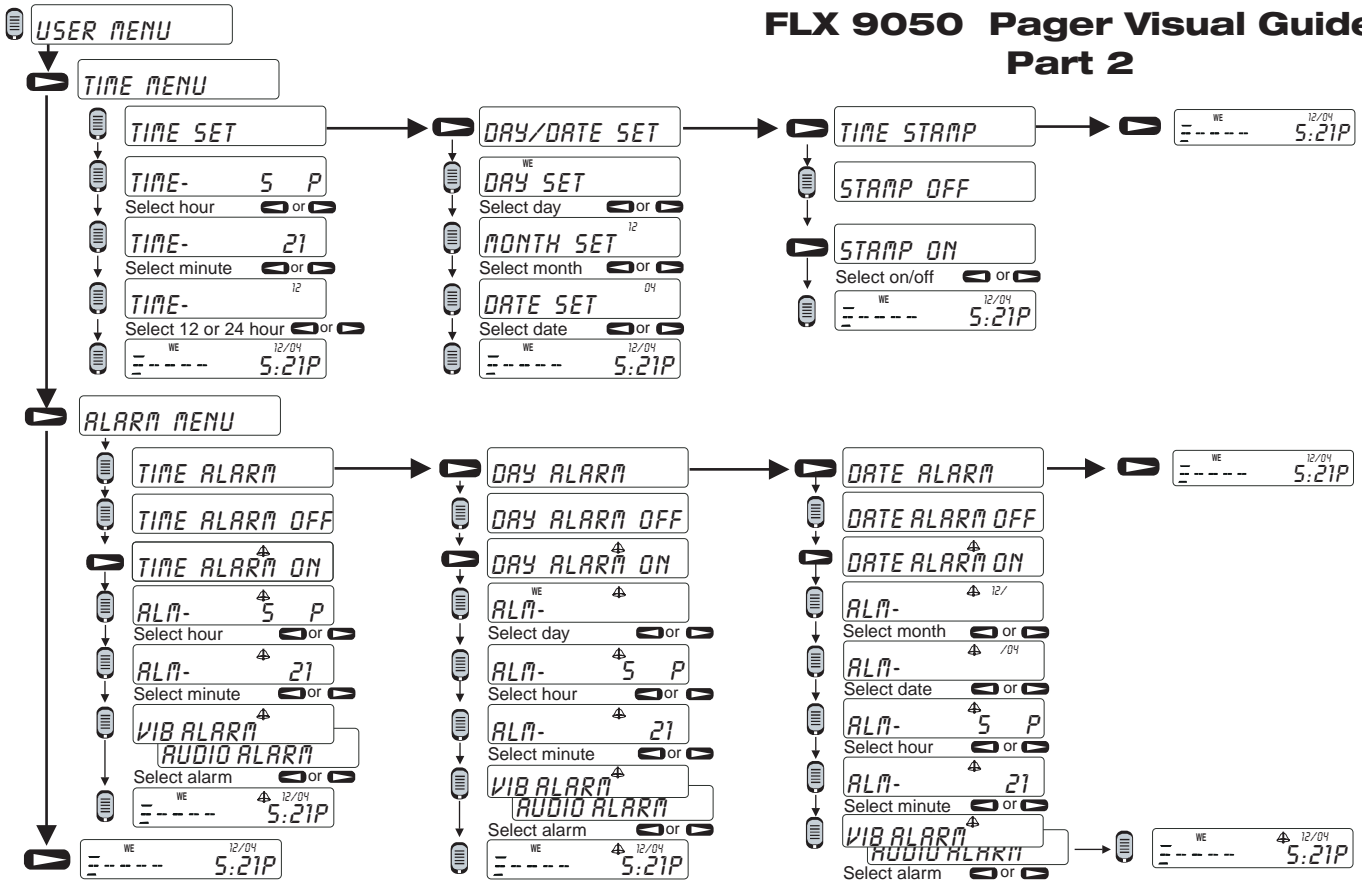 FLX 9050 Pager Visual Guide
Part 2
USER MENU
TIME MENU
TIME SET
TIME- 5 P
Select hour or
TIME- 21
Select minute or
TIME- 12
Select 12 or 24 hour or
WE 12/04
5:21P
DAY/DATE SET
WE
DAY SET
Select day or
MONTH SET 12
Select month or
DATE SET 04
Select date or
WE 12/04
5:21P
TIME STAMP
STAMP OFF
STAMP ON
Select on/off or
WE 12/04
5:21P
WE 12/04
5:21P
ALARM MENU
TIME ALARM
TIME ALARM OFF
TIME ALARM ON
ALM- 5 P
Select hour or
ALM- 21
Select minute or
VIB ALARM
AUDIO ALARM
Select alarm or
WE 12/04
5:21P
DAY ALARM
DAY ALARM OFF
DAY ALARM ON
WE
ALM-
Select day or
ALM- 5 P
Select hour or
ALM- 21
Select minute or
VIB ALARM
AUDIO ALARM
Select alarm or
WE 12/04
5:21P
DATE ALARM
DATE ALARM OFF
DATE ALARM ON
ALM- 12/
Select month or
ALM- /04
Select date or
ALM- 5 P
Select hour or
ALM- 21
Select minute or
VIB ALARM
AUDIO ALARM
Select alarm or
WE 12/04
5:21P
WE 12/04
5:21P
WE 12/04
5:21P